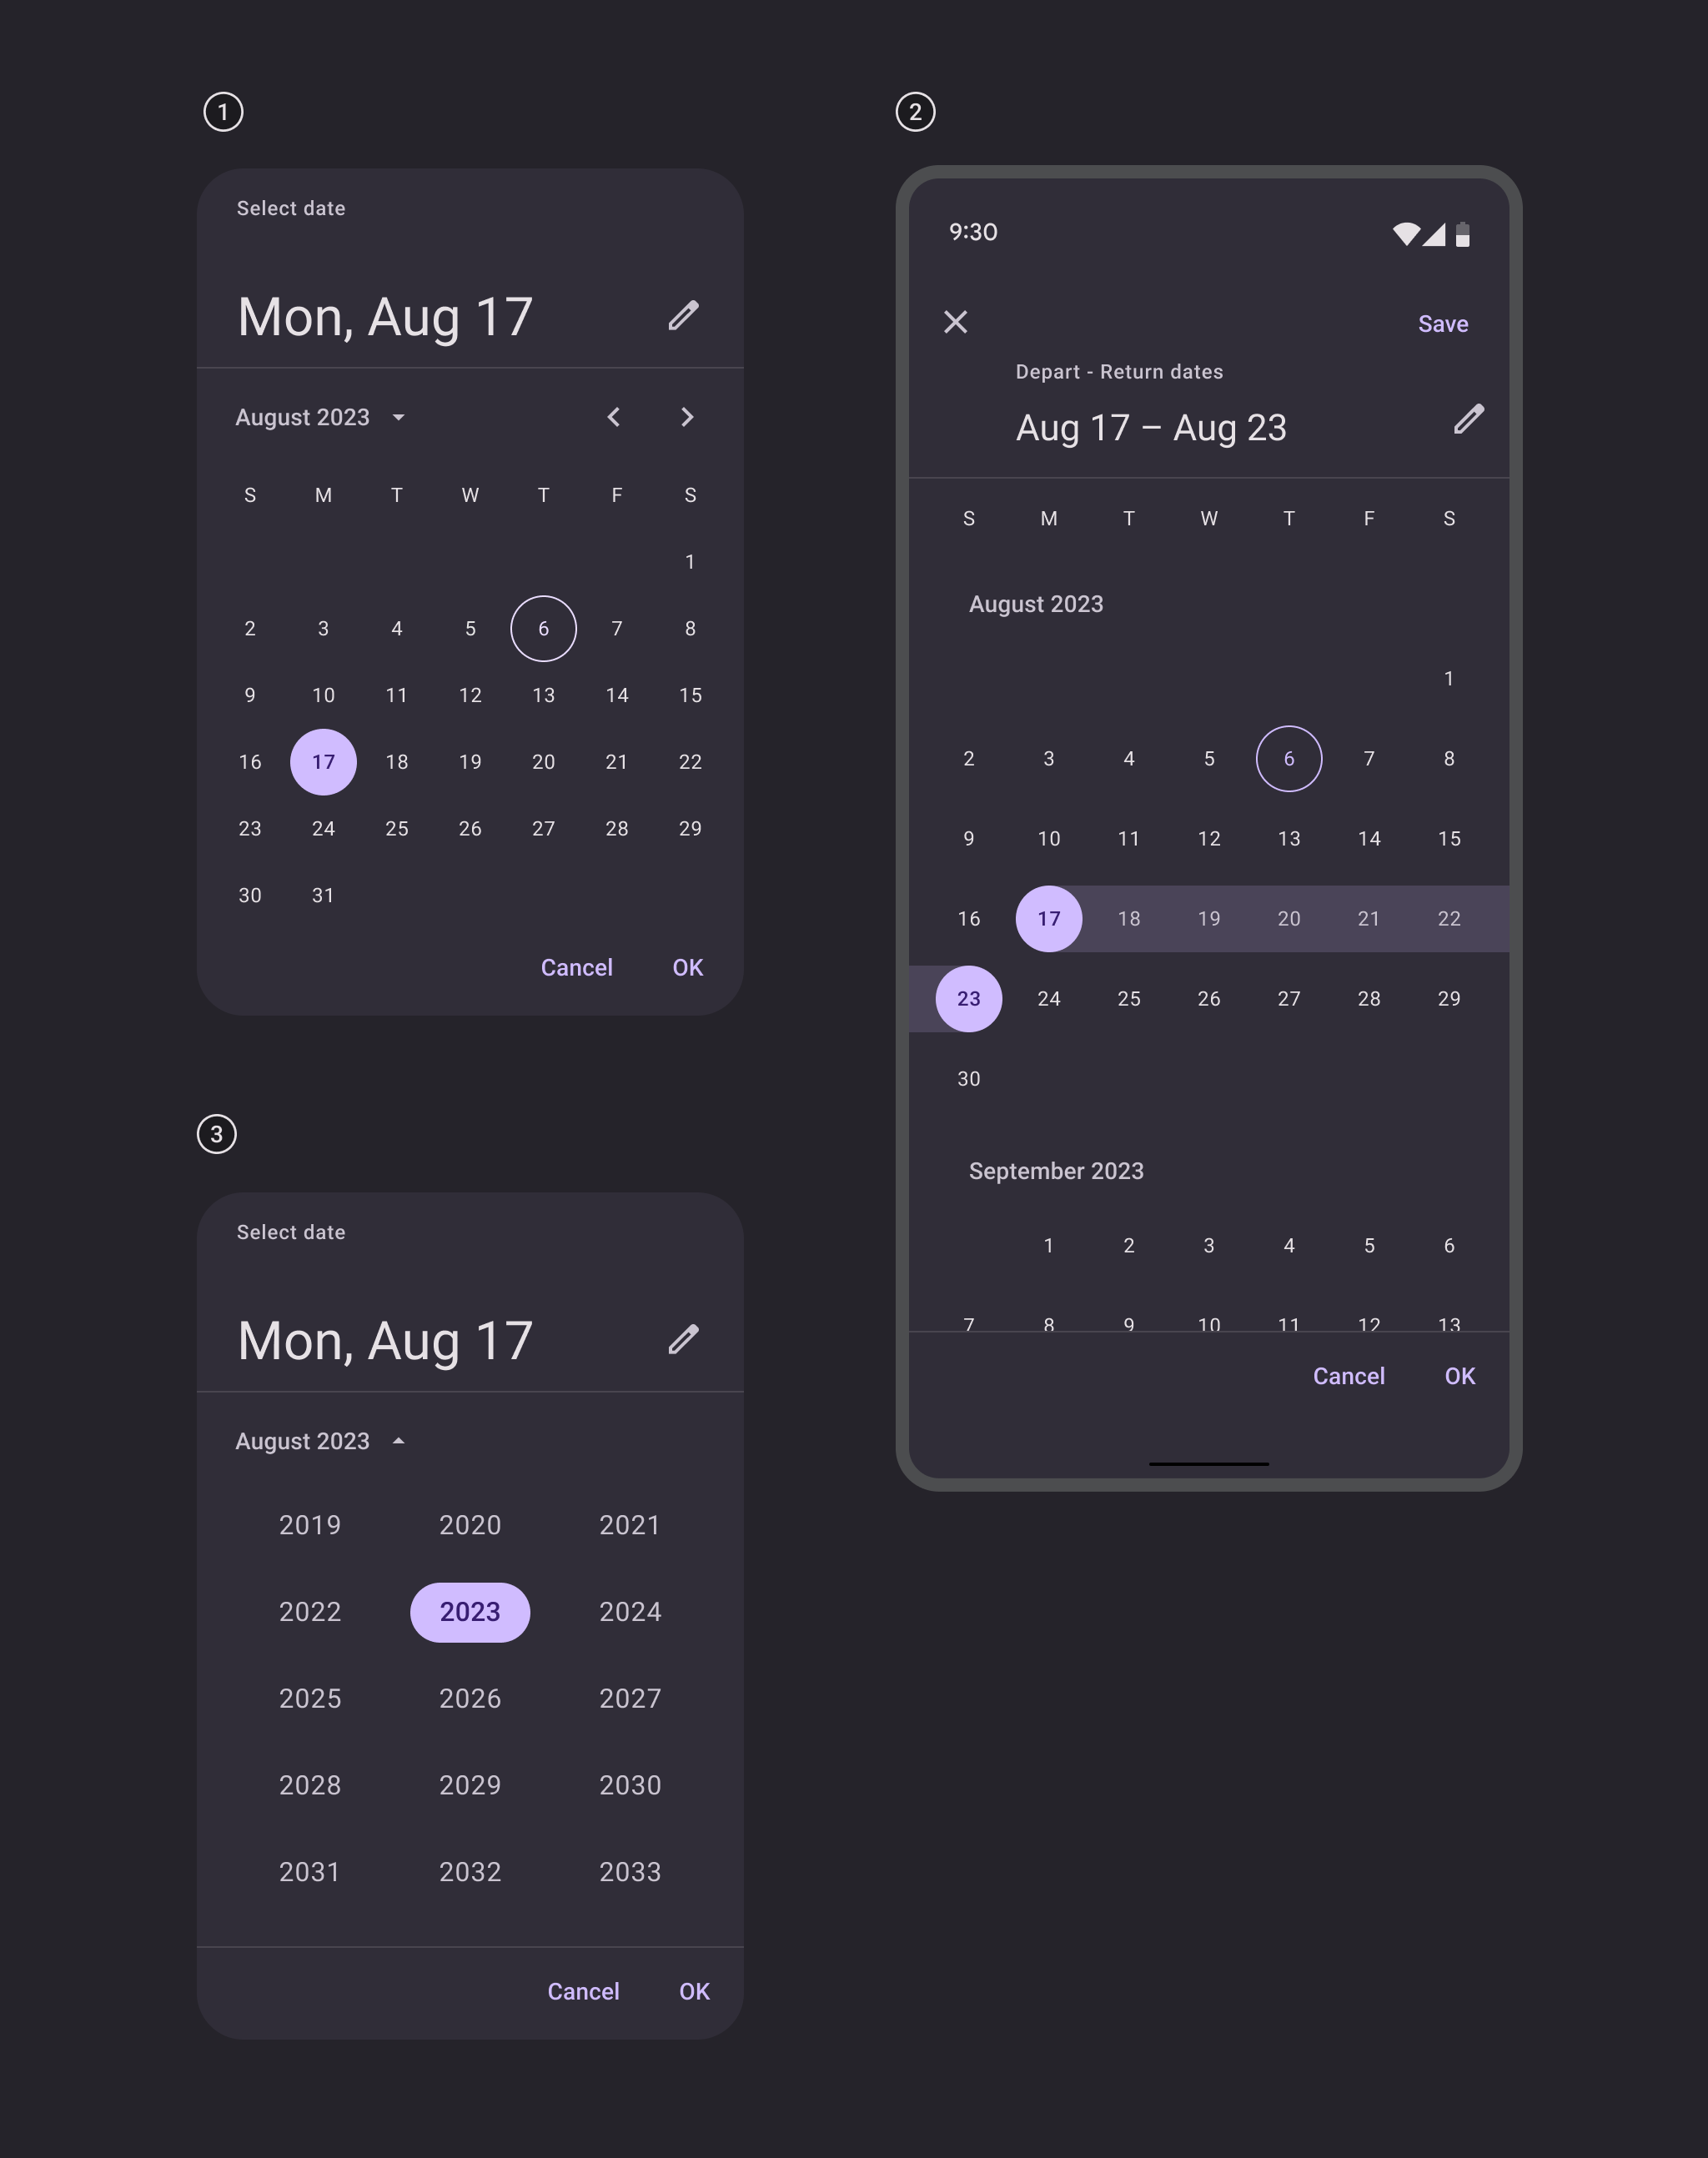 1
Select date
Mon, Aug 17
August 2023
S M T W T F S
1
2 3 4 5 6 7 8
9 10 11 12 13 14 15
16 17 18 19 20 21 22
23 24 25 26 27 28 29
30 31
Cancel OK
2
9:30
Save
Depart - Return dates
Aug 17 – Aug 23
S M T W T F S
August 2023
1
2 3 4 5 6 7 8
9 10 11 12 13 14 15
16 17 18 19 20 21 22
23 24 25 26 27 28 29
30
September 2023
1 2 3 4 5 6
7 8 9 10 11 12 13
Cancel OK
3
Select date
Mon, Aug 17
August 2023
2019 2020 2021
2022 2023 2024
2025 2026 2027
2028 2029 2030
2031 2032 2033
Cancel OK